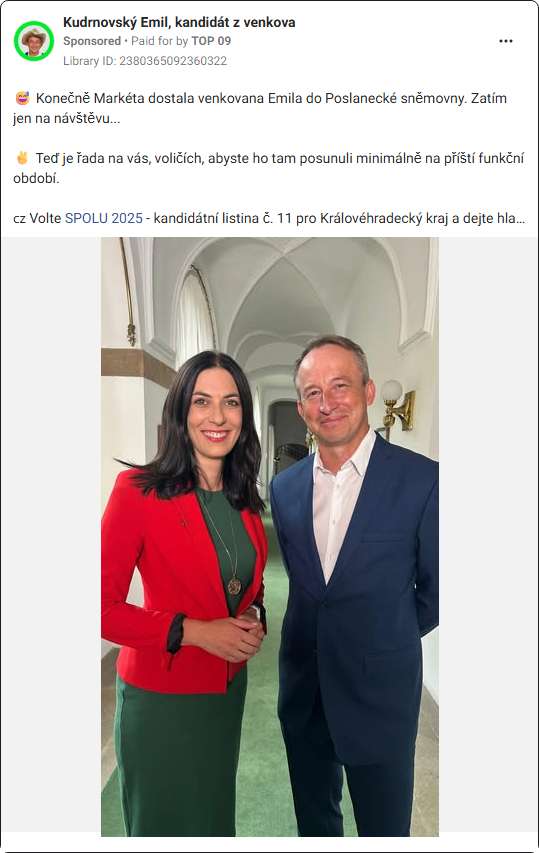 Kudrnovský Emil, kandidát z venkova
Sponsored • Paid for by TOP 09
Library ID: 2380365092360322
😅 Konečně Markéta dostala venkovana Emila do Poslanecké sněmovny. Zatím
jen na návštěvu...
✌️ Teď je řada na vás, voličích, abyste ho tam posunuli minimálně na příští funkční
období.
cz Volte SPOLU 2025 - kandidátní listina č. 11 pro Královéhradecký kraj a dejte hla...